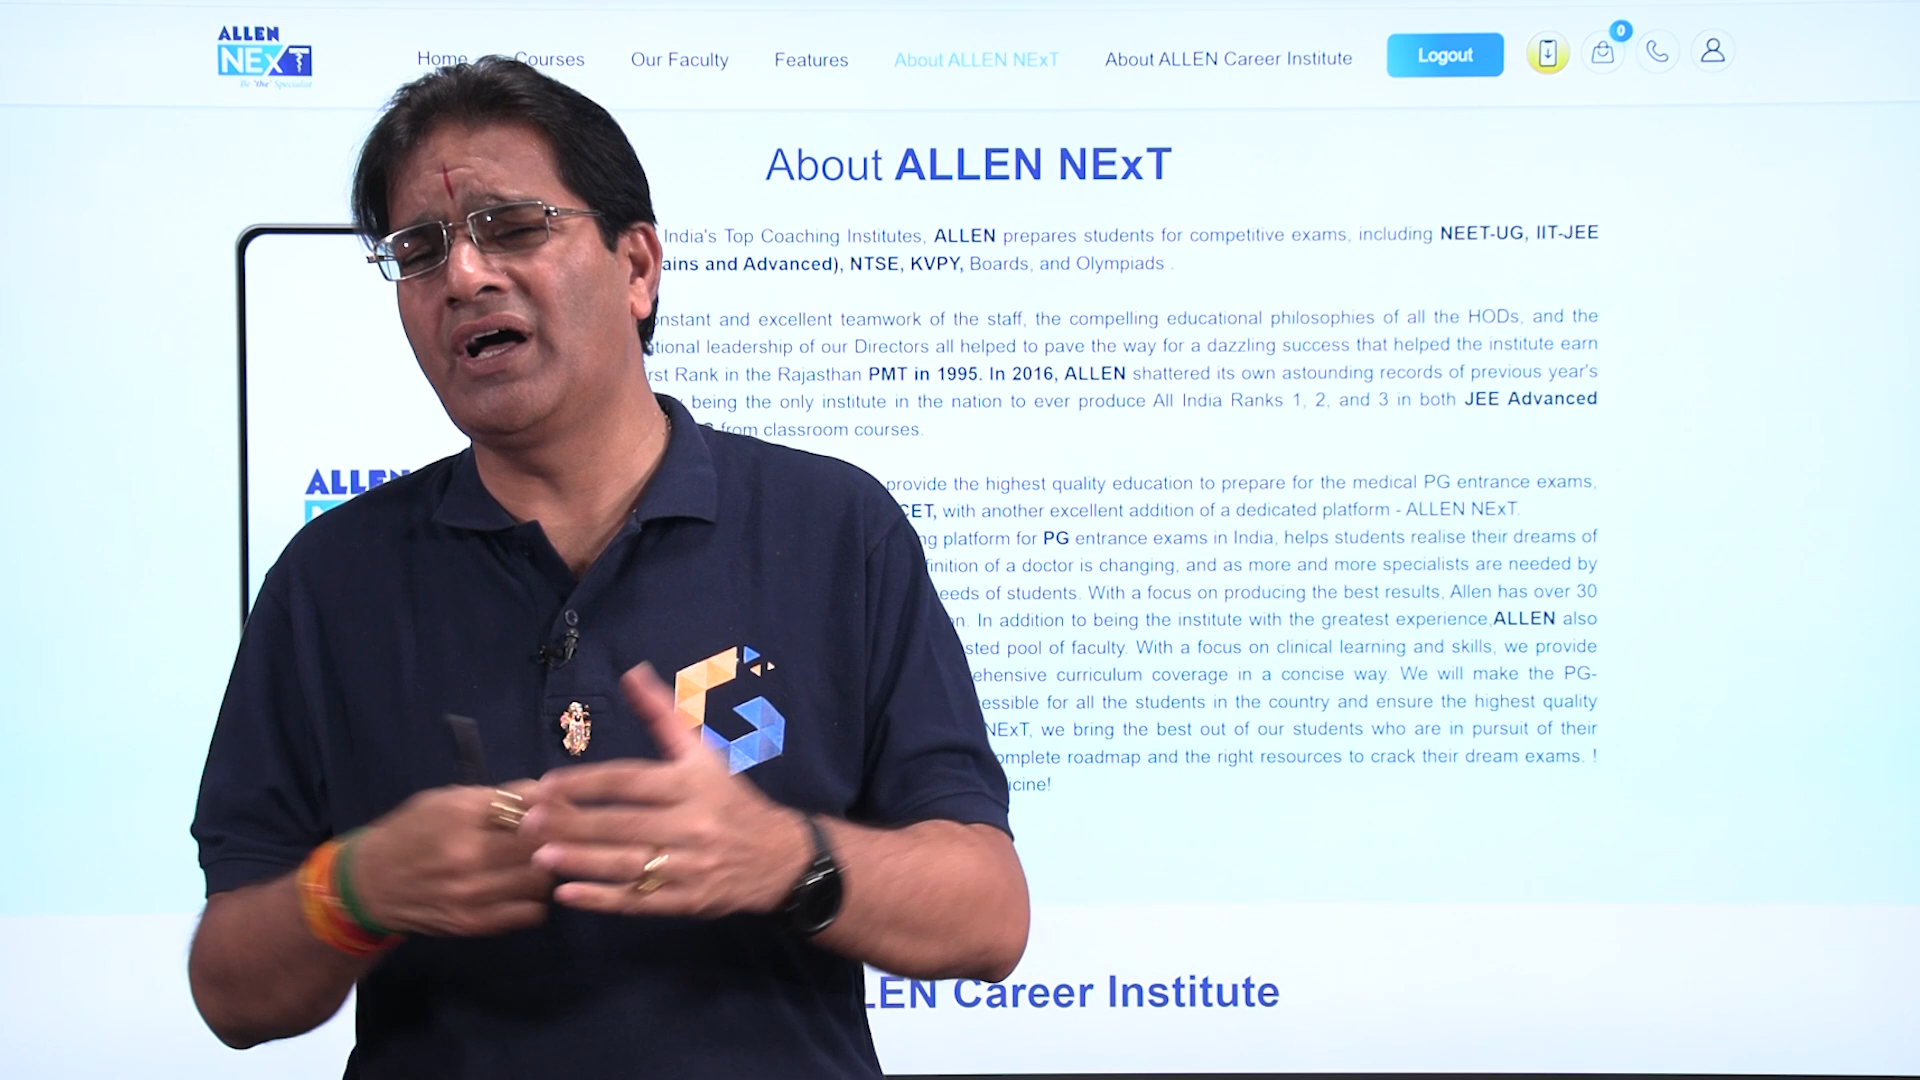 ALLEN
NExT
Be "the" Specialist
Home
Courses
Our Faculty
Features
About ALLEN NExT
About ALLEN Career Institute
Logout
0
About ALLEN NExT
India's Top Coaching Institutes, ALLEN prepares students for competitive exams, including NEET-UG, IIT-JEE
ains and Advanced), NTSE, KVPY, Boards, and Olympiads .
onstant and excellent teamwork of the staff, the compelling educational philosophies of all the HODs, and the
ational leadership of our Directors all helped to pave the way for a dazzling success that helped the institute earn
rst Rank in the Rajasthan PMT in 1995. In 2016, ALLEN shattered its own astounding records of previous year's
being the only institute in the nation to ever produce All India Ranks 1, 2, and 3 in both JEE Advanced
from classroom courses.
ALLEN
provide the highest quality education to prepare for the medical PG entrance exams,
CET, with another excellent addition of a dedicated platform - ALLEN NExT.
ng platform for PG entrance exams in India, helps students realise their dreams of
finition of a doctor is changing, and as more and more specialists are needed by
eeds of students. With a focus on producing the best results, Allen has over 30
on. In addition to being the institute with the greatest experience,ALLEN also
sted pool of faculty. With a focus on clinical learning and skills, we provide
ehensive curriculum coverage in a concise way. We will make the PG-
essible for all the students in the country and ensure the highest quality
NExT, we bring the best out of our students who are in pursuit of their
omplete roadmap and the right resources to crack their dream exams. !
icine!
LEN Career Institute